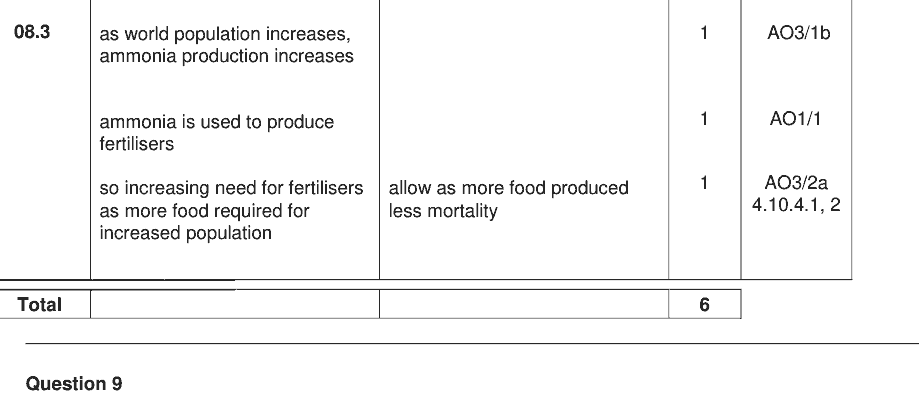 08.3 as world population increases, 1 AO3/1b
ammonia production increases
ammonia is used to produce 1 AO1/1
fertilisers
so increasing need for fertilisers allow as more food produced 1 AO3/2a
as more food required for less mortality 4.10.4.1, 2
increased population
Total 6
Question 9